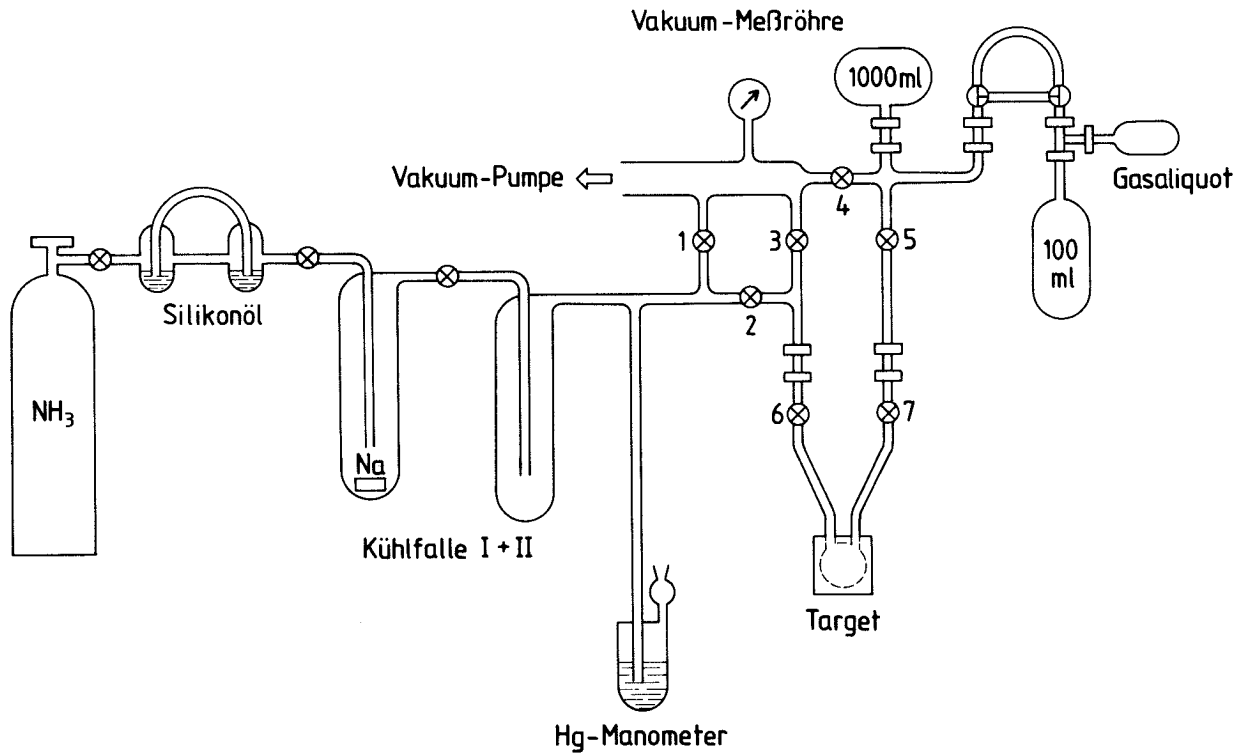 Vakuum-Meßröhre
1000ml
Vakuum-Pumpe
4
Gasaliquot
1
3
5
100
ml
Silikonöl
2
NH₃
6
7
Na
Kühlfalle I + II
Target
Hg-Manometer